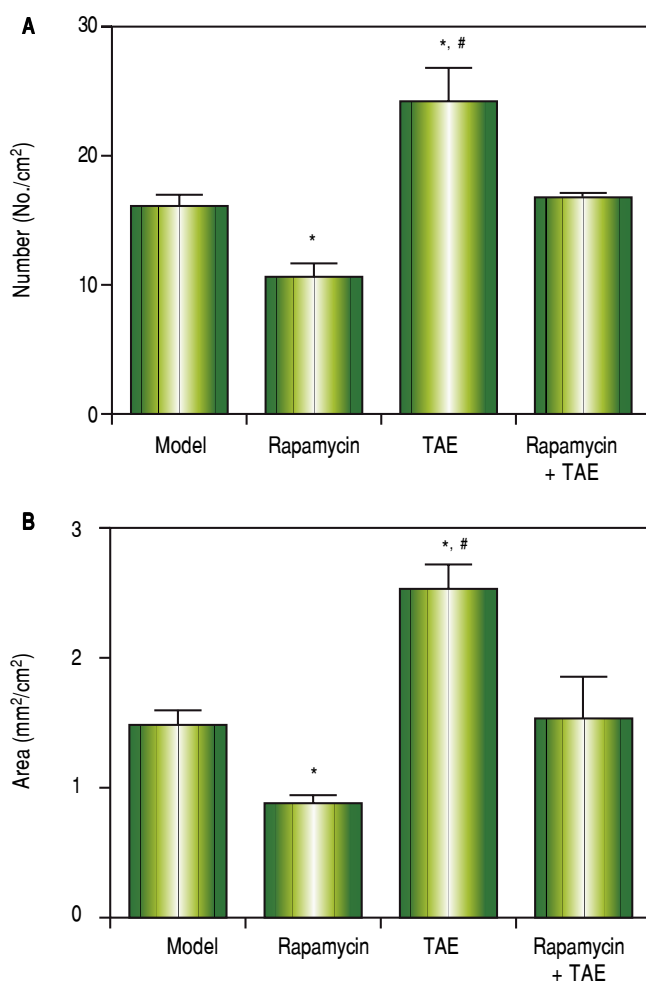 A
30
20
10
0
Number (No./cm²)
*
*, #
Model
Rapamycin
TAE
Rapamycin
+ TAE
B
3
2
1
0
Area (mm²/cm²)
*
*, #
Model
Rapamycin
TAE
Rapamycin
+ TAE